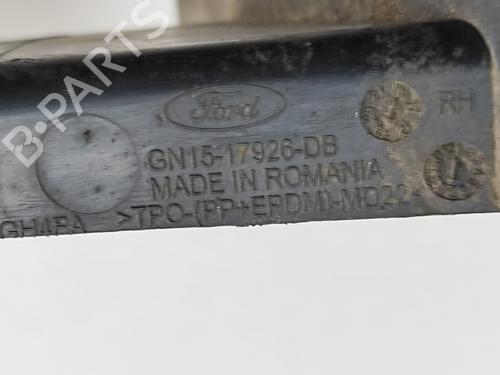 Ford
RH
GN15-17926-DB
MADE IN ROMANIA
>TPO-(PP+EPDM)-MD22<
B-PARTS